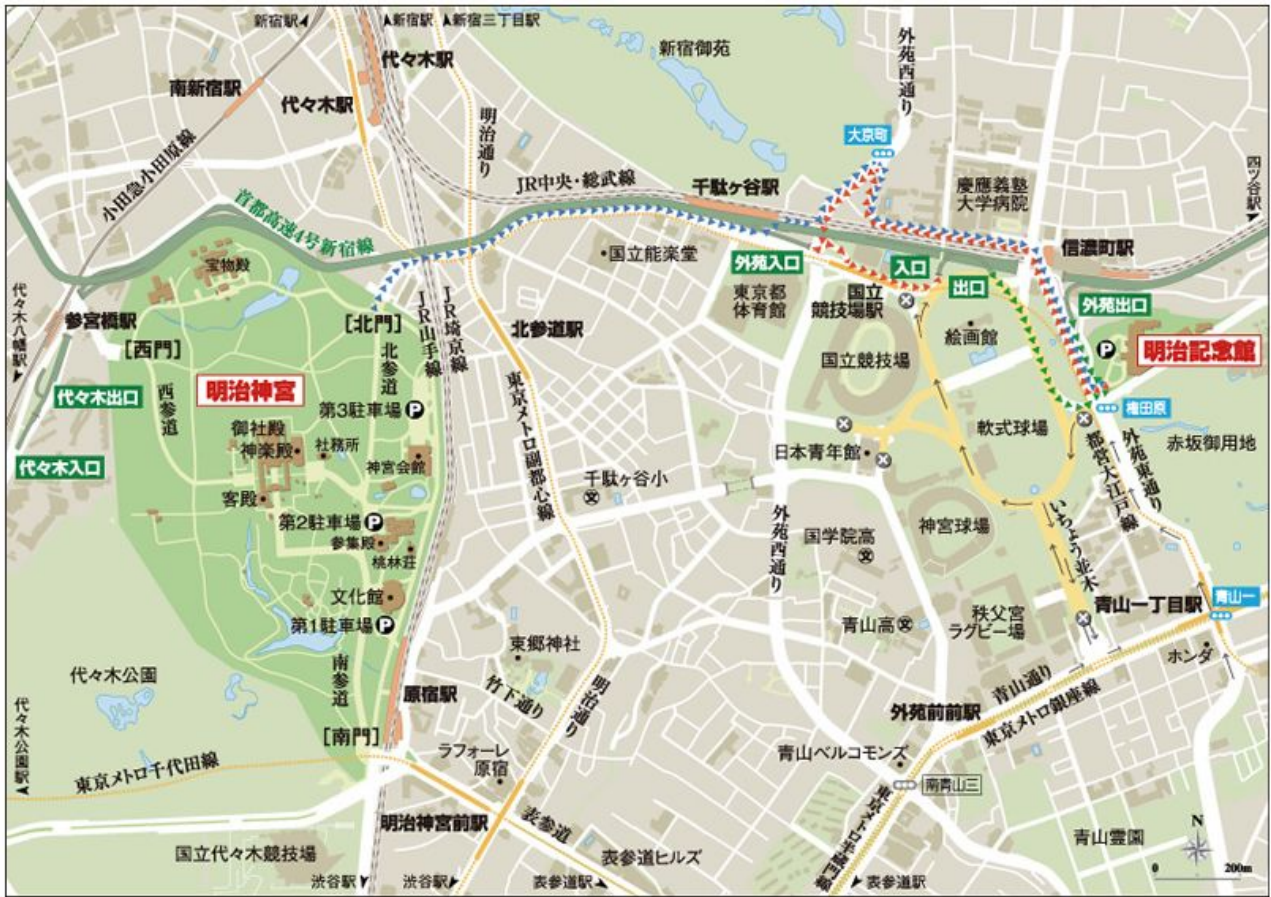 新宿駅
新宿駅
新宿三丁目駅
代々木駅
新宿御苑
外苑西通り
南新宿駅
代々木駅
明治通り
大京町
小田急小田原線
JR中央・総武線
千駄ヶ谷駅
慶應義塾
大学病院
四ツ谷駅
首都高速4号新宿線
信濃町駅
宝物殿
国立能楽堂
外苑入口
入口
出口
外苑出口
代々木八幡駅
参宮橋駅
[北門]
JR山手線
JR埼京線
北参道駅
東京都
体育館
国立
競技場駅
絵画館
P
明治記念館
[西門]
北参道
国立競技場
代々木出口
西参道
明治神宮
第3駐車場 P
東京メトロ副都心線
軟式球場
権田原
御社殿
神楽殿
社務所
神宮会館
日本青年館
都営大江戸線
外苑東通り
赤坂御用地
代々木入口
客殿
千駄ヶ谷小
文
第2駐車場 P
参集殿
桃林荘
外苑西通り
国学院高
文
神宮球場
いちょう並木
文化館
第1駐車場 P
青山高 文
秩父宮
ラグビー場
青山一丁目駅
青山一
東郷神社
ホンダ
代々木公園
南参道
原宿駅
竹下通り
明治通り
青山通り
外苑前前駅
東京メトロ銀座線
代々木公園駅
[南門]
ラフォーレ
原宿
青山ベルコモンズ
東京メトロ千代田線
南青山三
明治神宮前駅
表参道
東京メトロ半蔵門線
青山霊園
N
国立代々木競技場
表参道ヒルズ
渋谷駅
渋谷駅
表参道駅
表参道駅
0 200m